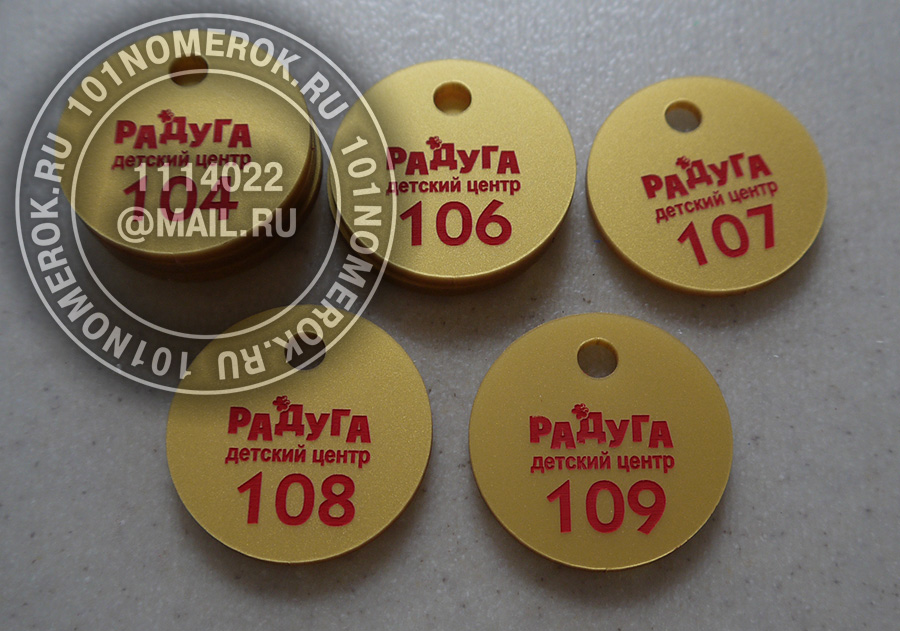 101NOMEROK.RU 101NOMEROK.RU 101NOMEROK.RU 101NOMEROK.RU
1114022
@MAIL.RU
РАДУГА
детский центр
104
РАДУГА
детский центр
106
РАДУГА
детский центр
107
РАДУГА
детский центр
108
РАДУГА
детский центр
109